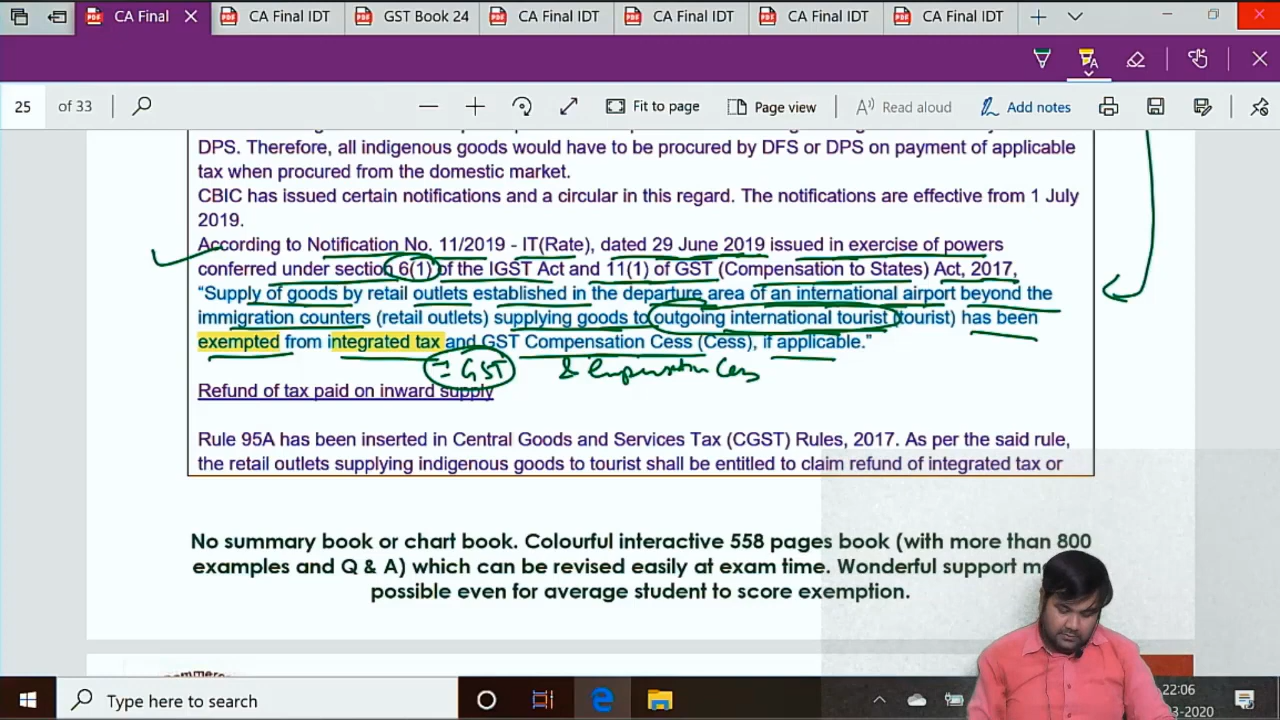 CA Final
CA Final IDT
GST Book 24
CA Final IDT
CA Final IDT
CA Final IDT
CA Final IDT
25 of 33
Fit to page
Page view
Read aloud
Add notes
DPS. Therefore, all indigenous goods would have to be procured by DFS or DPS on payment of applicable
tax when procured from the domestic market.
CBIC has issued certain notifications and a circular in this regard. The notifications are effective from 1 July
2019.
According to Notification No. 11/2019 - IT(Rate), dated 29 June 2019 issued in exercise of powers
conferred under section 6(1) of the IGST Act and 11(1) of GST (Compensation to States) Act, 2017,
“Supply of goods by retail outlets established in the departure area of an international airport beyond the
immigration counters (retail outlets) supplying goods to outgoing international tourist (tourist) has been
exempted from integrated tax and GST Compensation Cess (Cess), if applicable.”
= GST & Cess
Refund of tax paid on inward supply
Rule 95A has been inserted in Central Goods and Services Tax (CGST) Rules, 2017. As per the said rule,
the retail outlets supplying indigenous goods to tourist shall be entitled to claim refund of integrated tax or
No summary book or chart book. Colourful interactive 558 pages book (with more than 800
examples and Q & A) which can be revised easily at exam time. Wonderful support
possible even for average student to score exemption.
Type here to search
22:06
-2020